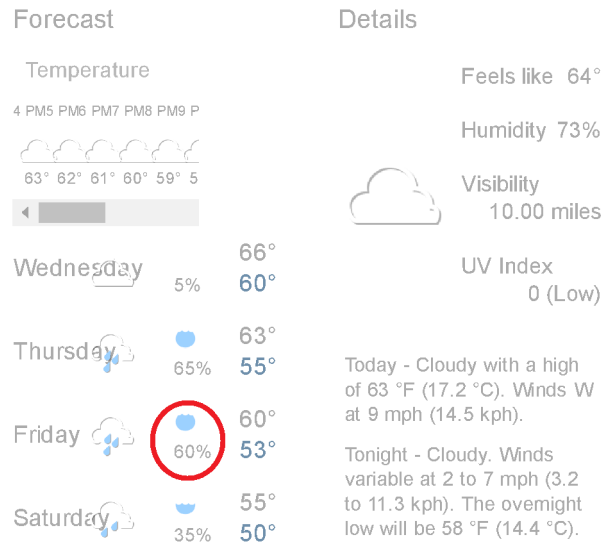 Forecast
Temperature
4 PM5 PM6 PM7 PM8 PM9 P
63° 62° 61° 60° 59° 5
Wednesday 5% 66° 60°
Thursday 65% 63° 55°
Friday 60% 60° 53°
Saturday 35% 55° 50°
Details
Feels like 64°
Humidity 73%
Visibility
10.00 miles
UV Index
0 (Low)
Today - Cloudy with a high
of 63 °F (17.2 °C). Winds W
at 9 mph (14.5 kph).
Tonight - Cloudy. Winds
variable at 2 to 7 mph (3.2
to 11.3 kph). The overnight
low will be 58 °F (14.4 °C).